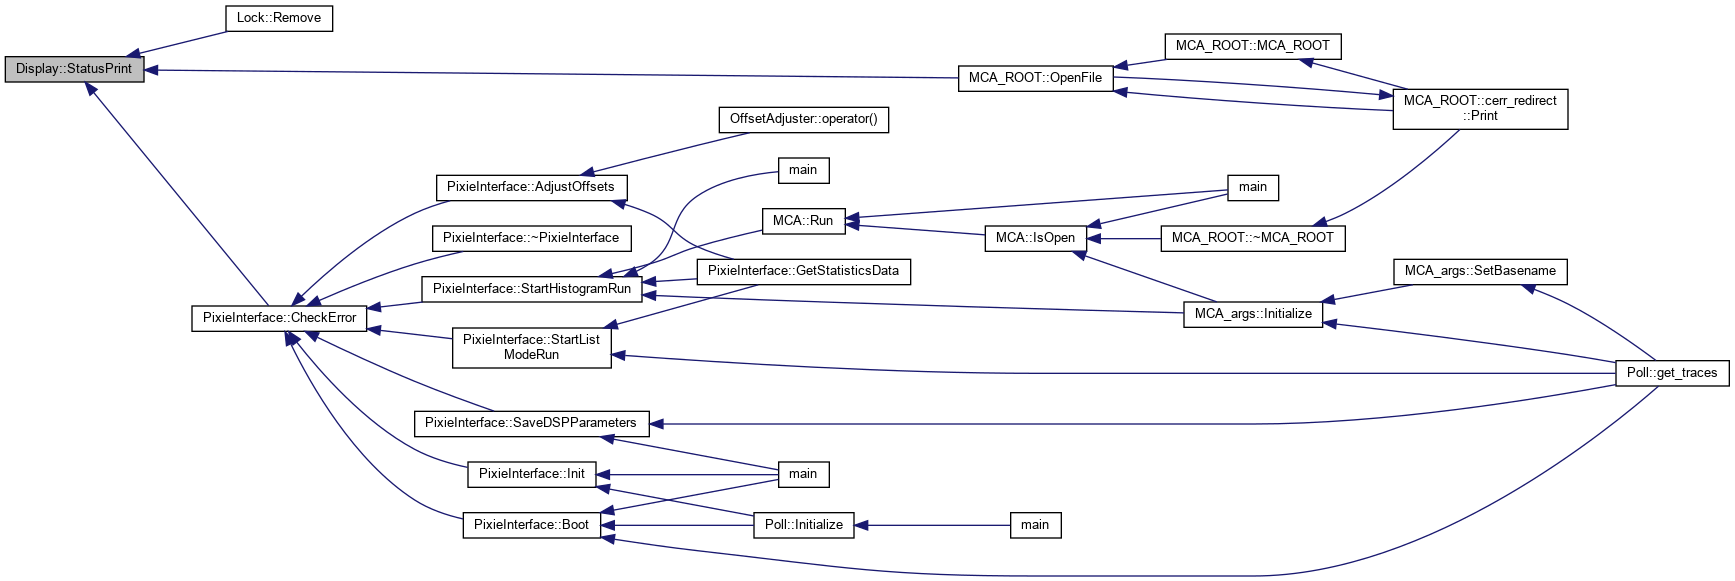 Lock::Remove
Display::StatusPrint
MCA_ROOT::MCA_ROOT
MCA_ROOT::OpenFile
MCA_ROOT::cerr_redirect
::Print
OffsetAdjuster::operator()
main
PixieInterface::AdjustOffsets
main
MCA::Run
PixieInterface::~PixieInterface
MCA::IsOpen
MCA_ROOT::~MCA_ROOT
PixieInterface::GetStatisticsData
MCA_args::SetBasename
PixieInterface::StartHistogramRun
PixieInterface::CheckError
MCA_args::Initialize
PixieInterface::StartList
ModeRun
Poll::get_traces
PixieInterface::SaveDSPParameters
PixieInterface::Init
main
PixieInterface::Boot
Poll::Initialize
main